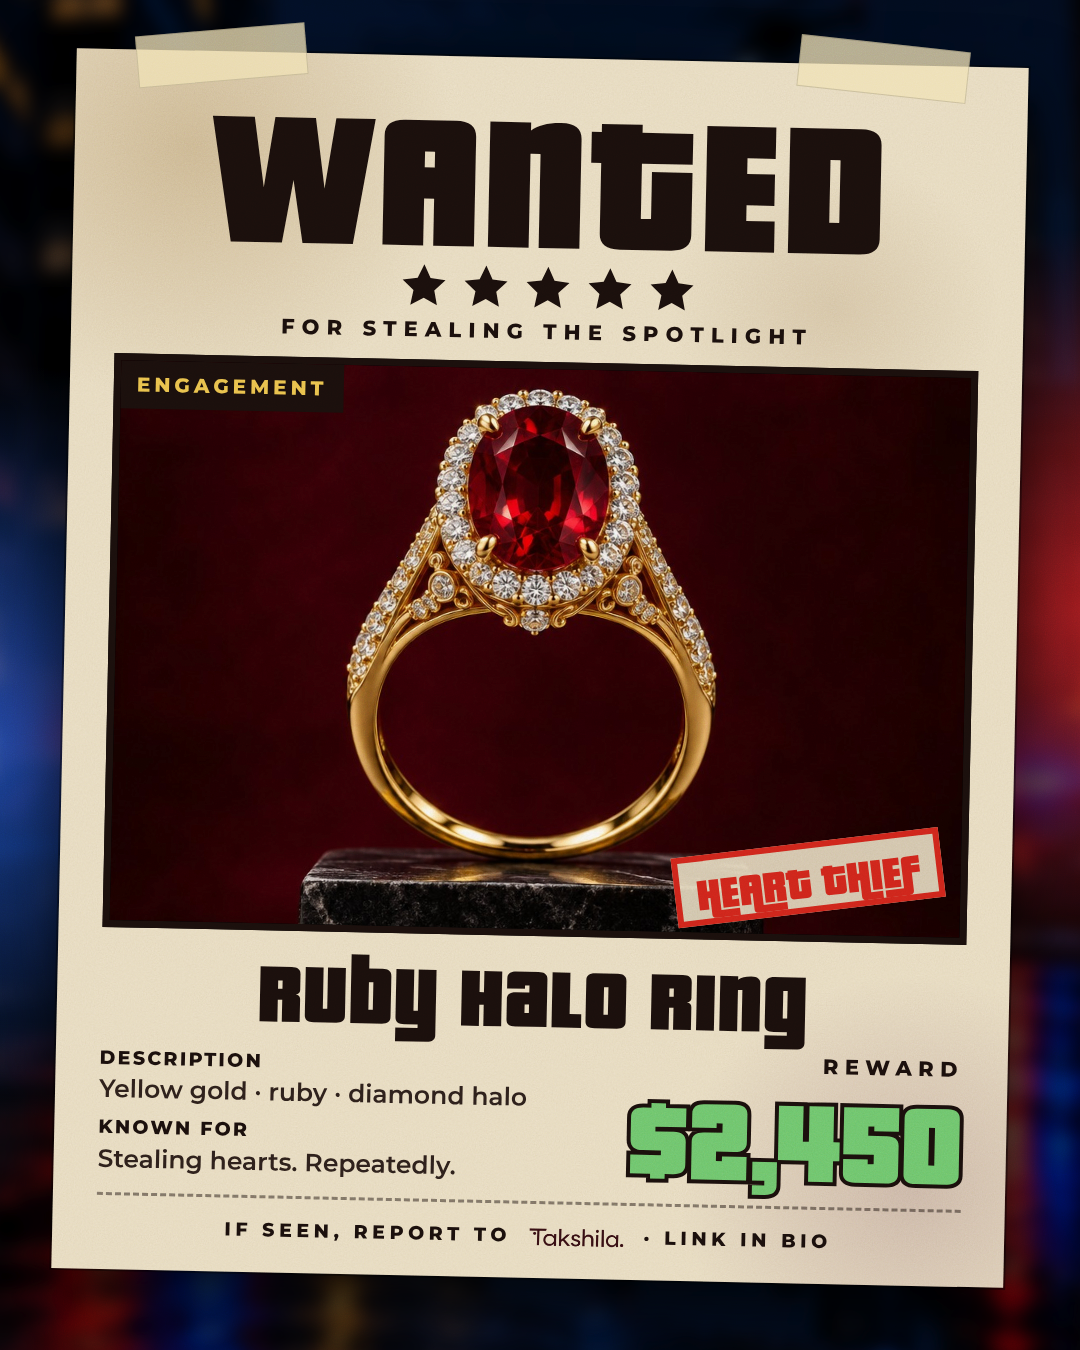 WANTED
FOR STEALING THE SPOTLIGHT
ENGAGEMENT
HEART THIEF
Ruby Halo Ring
DESCRIPTION
Yellow gold · ruby · diamond halo
KNOWN FOR
Stealing hearts. Repeatedly.
REWARD
$2,450
IF SEEN, REPORT TO Takshila. · LINK IN BIO